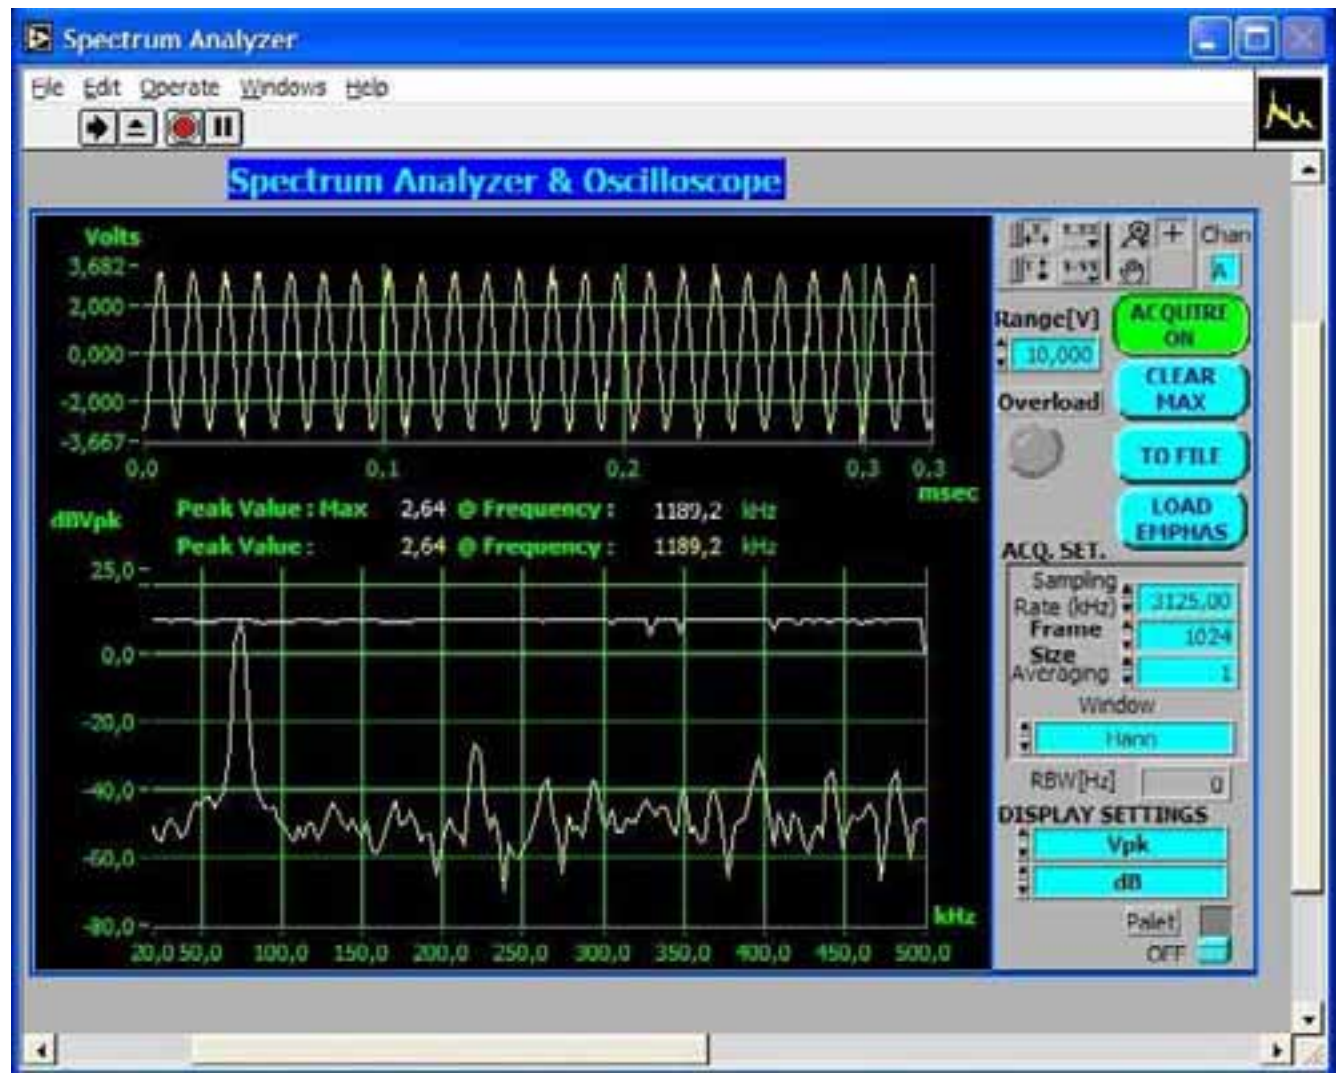 Spectrum Analyzer
File Edit Operate Windows Help
Spectrum Analyzer & Oscilloscope
Volts
3,682
2,000
0,000
-2,000
-3,667
0,0 0,1 0,2 0,3 0,3
msec
dBVpk
Peak Value : Max 2,64 @ Frequency : 1189,2 kHz
Peak Value : 2,64 @ Frequency : 1189,2 kHz
25,0
0,0
-20,0
-40,0
-60,0
-80,0
kHz
20,0 50,0 100,0 150,0 200,0 250,0 300,0 350,0 400,0 450,0 500,0
Chan
A
Range[V]
10,000
ACQUIRE
ON
CLEAR
MAX
Overload
TO FILE
LOAD
EMPHAS
ACQ. SET.
Sampling
Rate (kHz) 3125,00
Frame
Size 1024
Averaging 1
Window
Hann
RBW[Hz] 0
DISPLAY SETTINGS
Vpk
dB
Palet
OFF